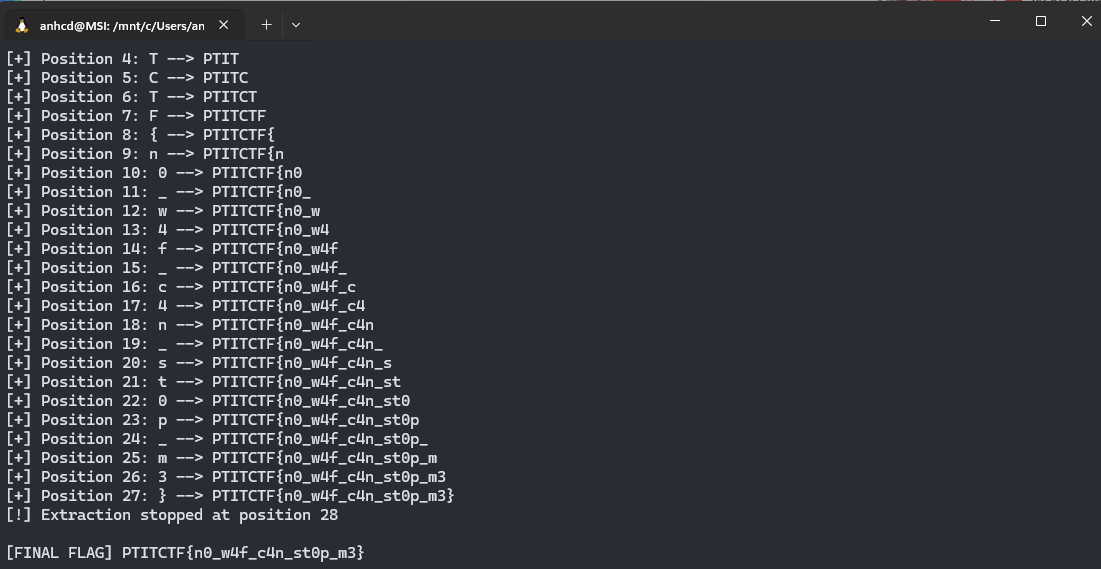 anhcd@MSI: /mnt/c/Users/an
[+] Position 4: T --> PTIT
[+] Position 5: C --> PTITC
[+] Position 6: T --> PTITCT
[+] Position 7: F --> PTITCTF
[+] Position 8: { --> PTITCTF{
[+] Position 9: n --> PTITCTF{n
[+] Position 10: 0 --> PTITCTF{n0
[+] Position 11: _ --> PTITCTF{n0_
[+] Position 12: w --> PTITCTF{n0_w
[+] Position 13: 4 --> PTITCTF{n0_w4
[+] Position 14: f --> PTITCTF{n0_w4f
[+] Position 15: _ --> PTITCTF{n0_w4f_
[+] Position 16: c --> PTITCTF{n0_w4f_c
[+] Position 17: 4 --> PTITCTF{n0_w4f_c4
[+] Position 18: n --> PTITCTF{n0_w4f_c4n
[+] Position 19: _ --> PTITCTF{n0_w4f_c4n_
[+] Position 20: s --> PTITCTF{n0_w4f_c4n_s
[+] Position 21: t --> PTITCTF{n0_w4f_c4n_st
[+] Position 22: 0 --> PTITCTF{n0_w4f_c4n_st0
[+] Position 23: p --> PTITCTF{n0_w4f_c4n_st0p
[+] Position 24: _ --> PTITCTF{n0_w4f_c4n_st0p_
[+] Position 25: m --> PTITCTF{n0_w4f_c4n_st0p_m
[+] Position 26: 3 --> PTITCTF{n0_w4f_c4n_st0p_m3
[+] Position 27: } --> PTITCTF{n0_w4f_c4n_st0p_m3}
[!] Extraction stopped at position 28
[FINAL FLAG] PTITCTF{n0_w4f_c4n_st0p_m3}